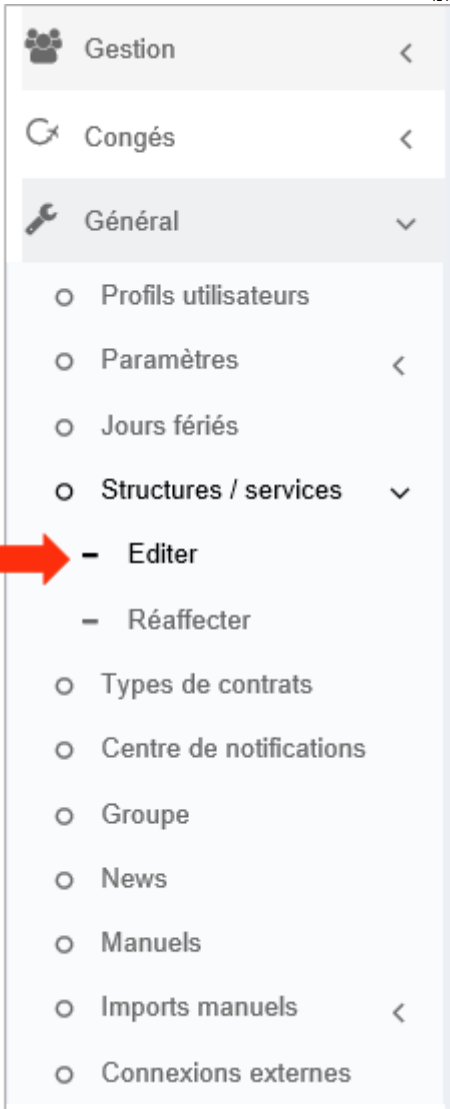 Gestion
Congés
Général
Profils utilisateurs
Paramètres
Jours fériés
Structures / services
Editer
Réaffecter
Types de contrats
Centre de notifications
Groupe
News
Manuels
Imports manuels
Connexions externes